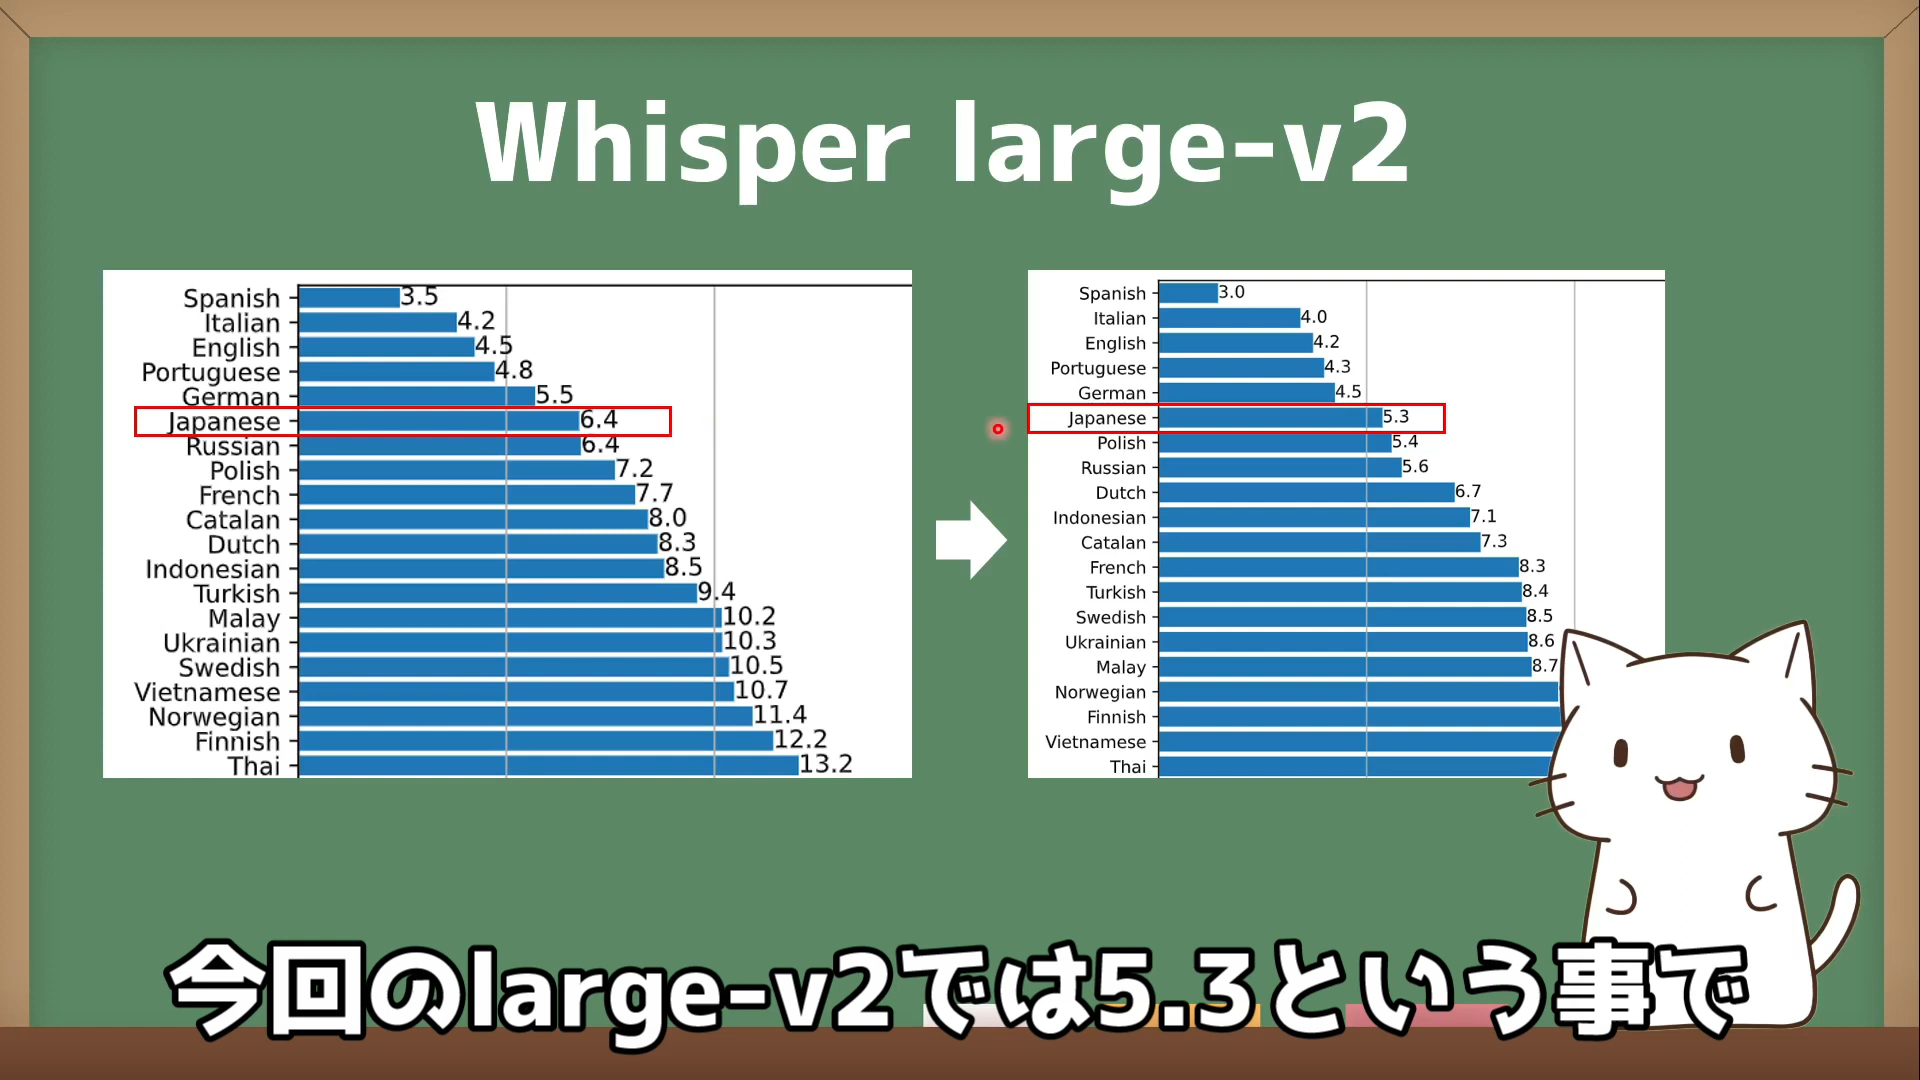 Whisper large-v2
Spanish 3.5
Italian 4.2
English 4.5
Portuguese 4.8
German 5.5
Japanese 6.4
Russian 6.4
Polish 7.2
French 7.7
Catalan 8.0
Dutch 8.3
Indonesian 8.5
Turkish 9.4
Malay 10.2
Ukrainian 10.3
Swedish 10.5
Vietnamese 10.7
Norwegian 11.4
Finnish 12.2
Thai 13.2
Spanish 3.0
Italian 4.0
English 4.2
Portuguese 4.3
German 4.5
Japanese 5.3
Polish 5.4
Russian 5.6
Dutch 6.7
Indonesian 7.1
Catalan 7.3
French 8.3
Turkish 8.4
Swedish 8.5
Ukrainian 8.6
Malay 8.7
Norwegian
Finnish
Vietnamese
Thai
今回のlarge-v2では5.3という事で